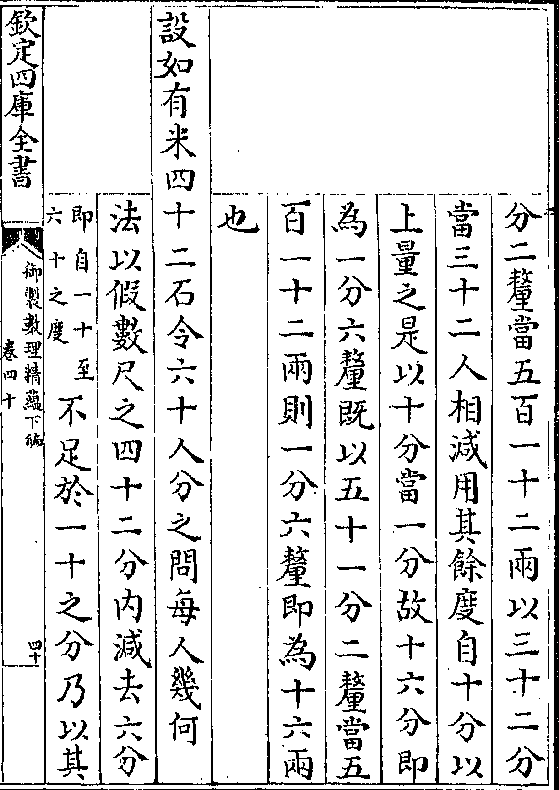 分二釐當五百一十二兩以三十二分
當三十二人相減用其餘度自十分以
上量之是以十分當一分故十六分即
為一分六釐既以五十一分二釐當五
百一十二兩則一分六釐即為十六兩
也
設如有米四十二石令六十人分之問每人幾何
法以假數尺之四十二分内減去六分
即自一十至
六十之度
不足於一十之分乃以其
欽定四庫全書
御製數理精蘊下編
卷四十
四十